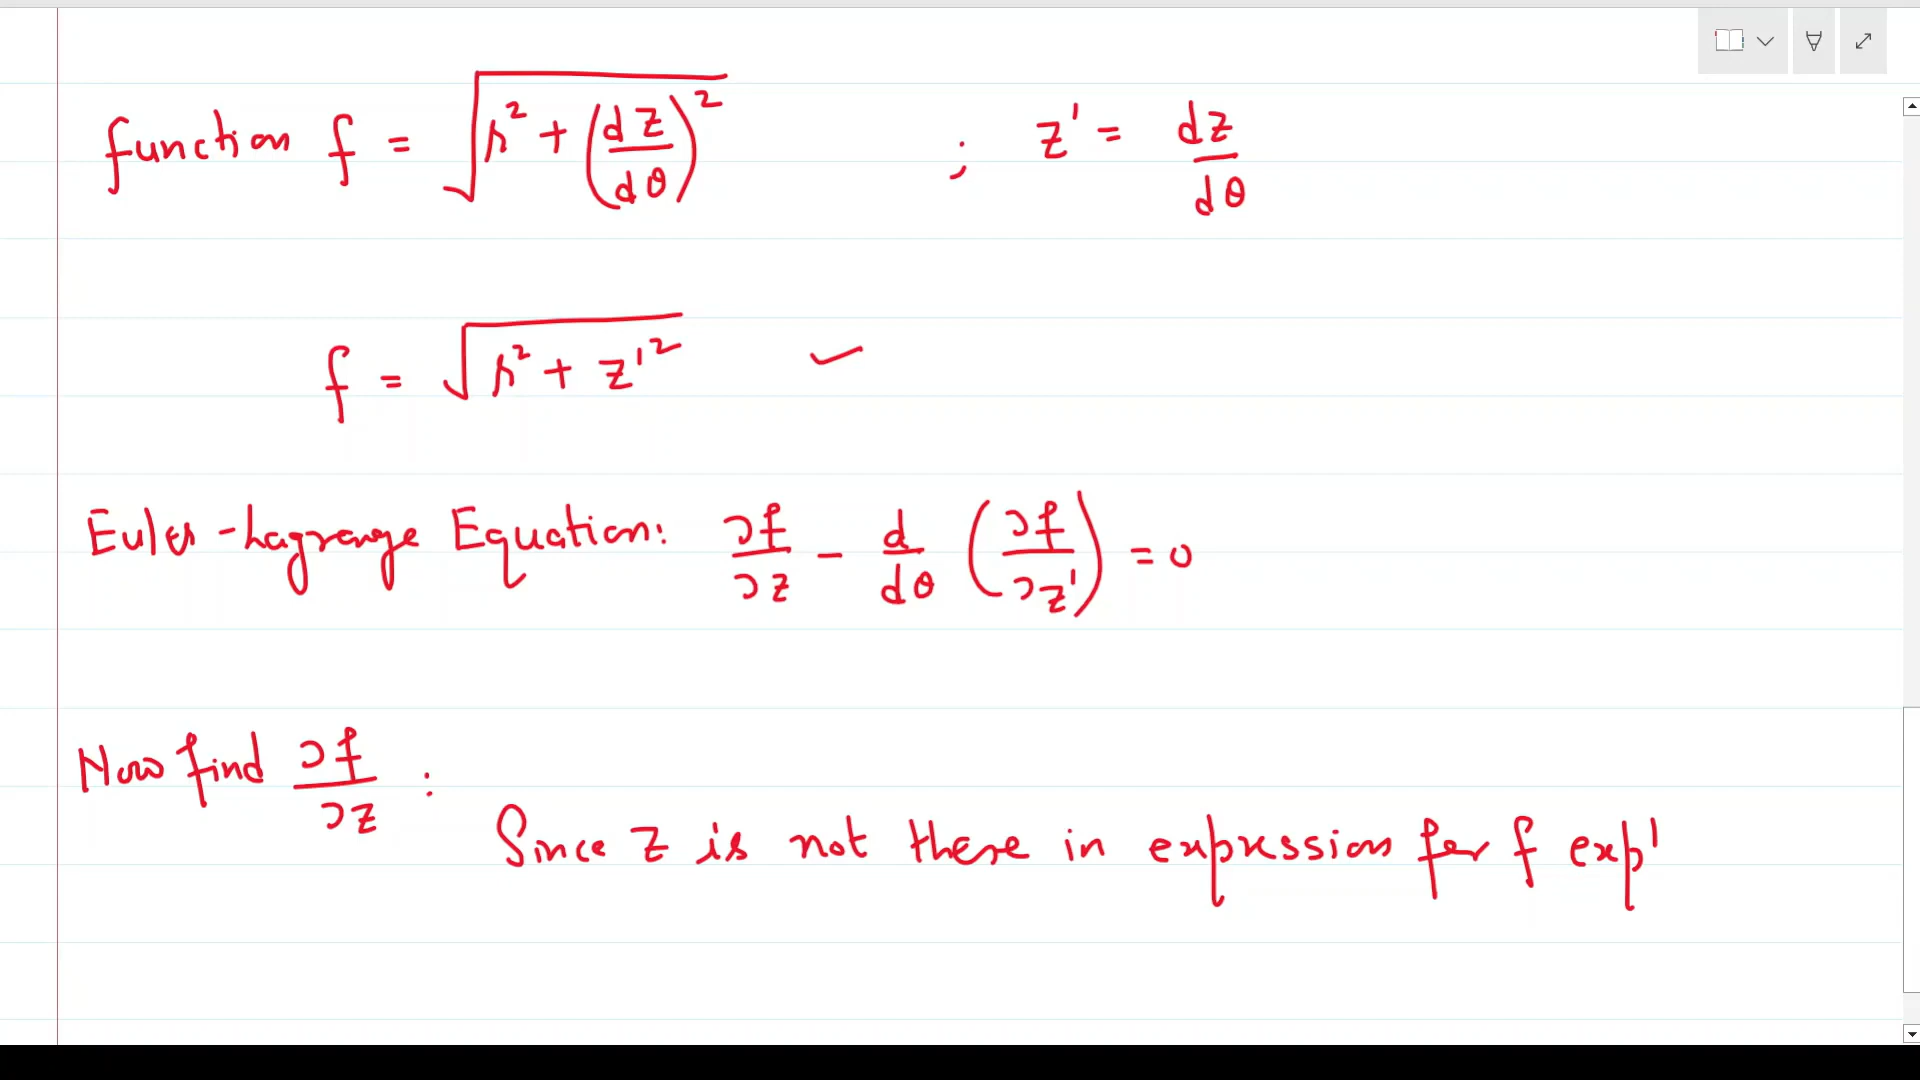 function f = √(r² + (dz/dθ)²) ; z' = dz/dθ
f = √(r² + z'²) ✓
Euler-Lagrange Equation: ∂f/∂z - d/dθ (∂f/∂z') = 0
Now find ∂f/∂z :
Since z is not there in expression for f exp'